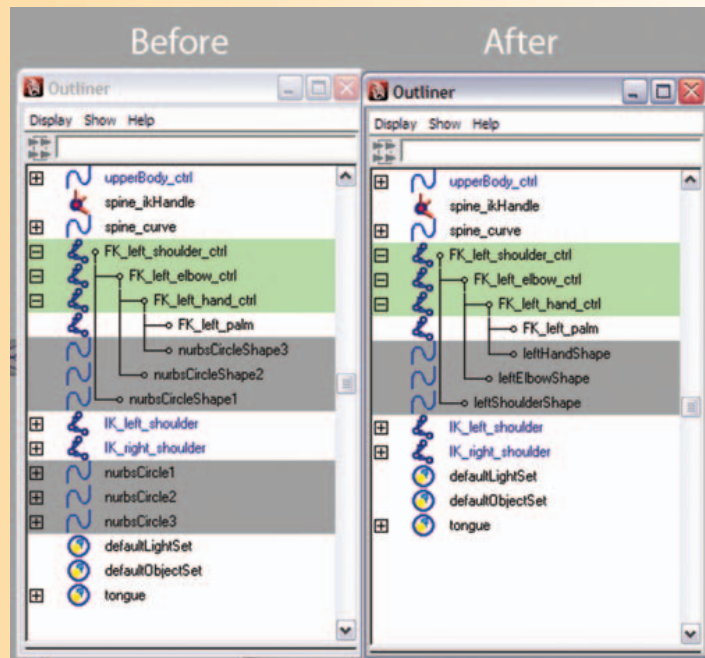 Before
Outliner
Display Show Help
upperBody_ctrl
spine_ikHandle
spine_curve
FK_left_shoulder_ctrl
FK_left_elbow_ctrl
FK_left_hand_ctrl
FK_left_palm
nurbsCircleShape3
nurbsCircleShape2
nurbsCircleShape1
IK_left_shoulder
IK_right_shoulder
nurbsCircle1
nurbsCircle2
nurbsCircle3
defaultLightSet
defaultObjectSet
tongue
After
Outliner
Display Show Help
upperBody_ctrl
spine_ikHandle
spine_curve
FK_left_shoulder_ctrl
FK_left_elbow_ctrl
FK_left_hand_ctrl
FK_left_palm
leftHandShape
leftElbowShape
leftShoulderShape
IK_left_shoulder
IK_right_shoulder
defaultLightSet
defaultObjectSet
tongue